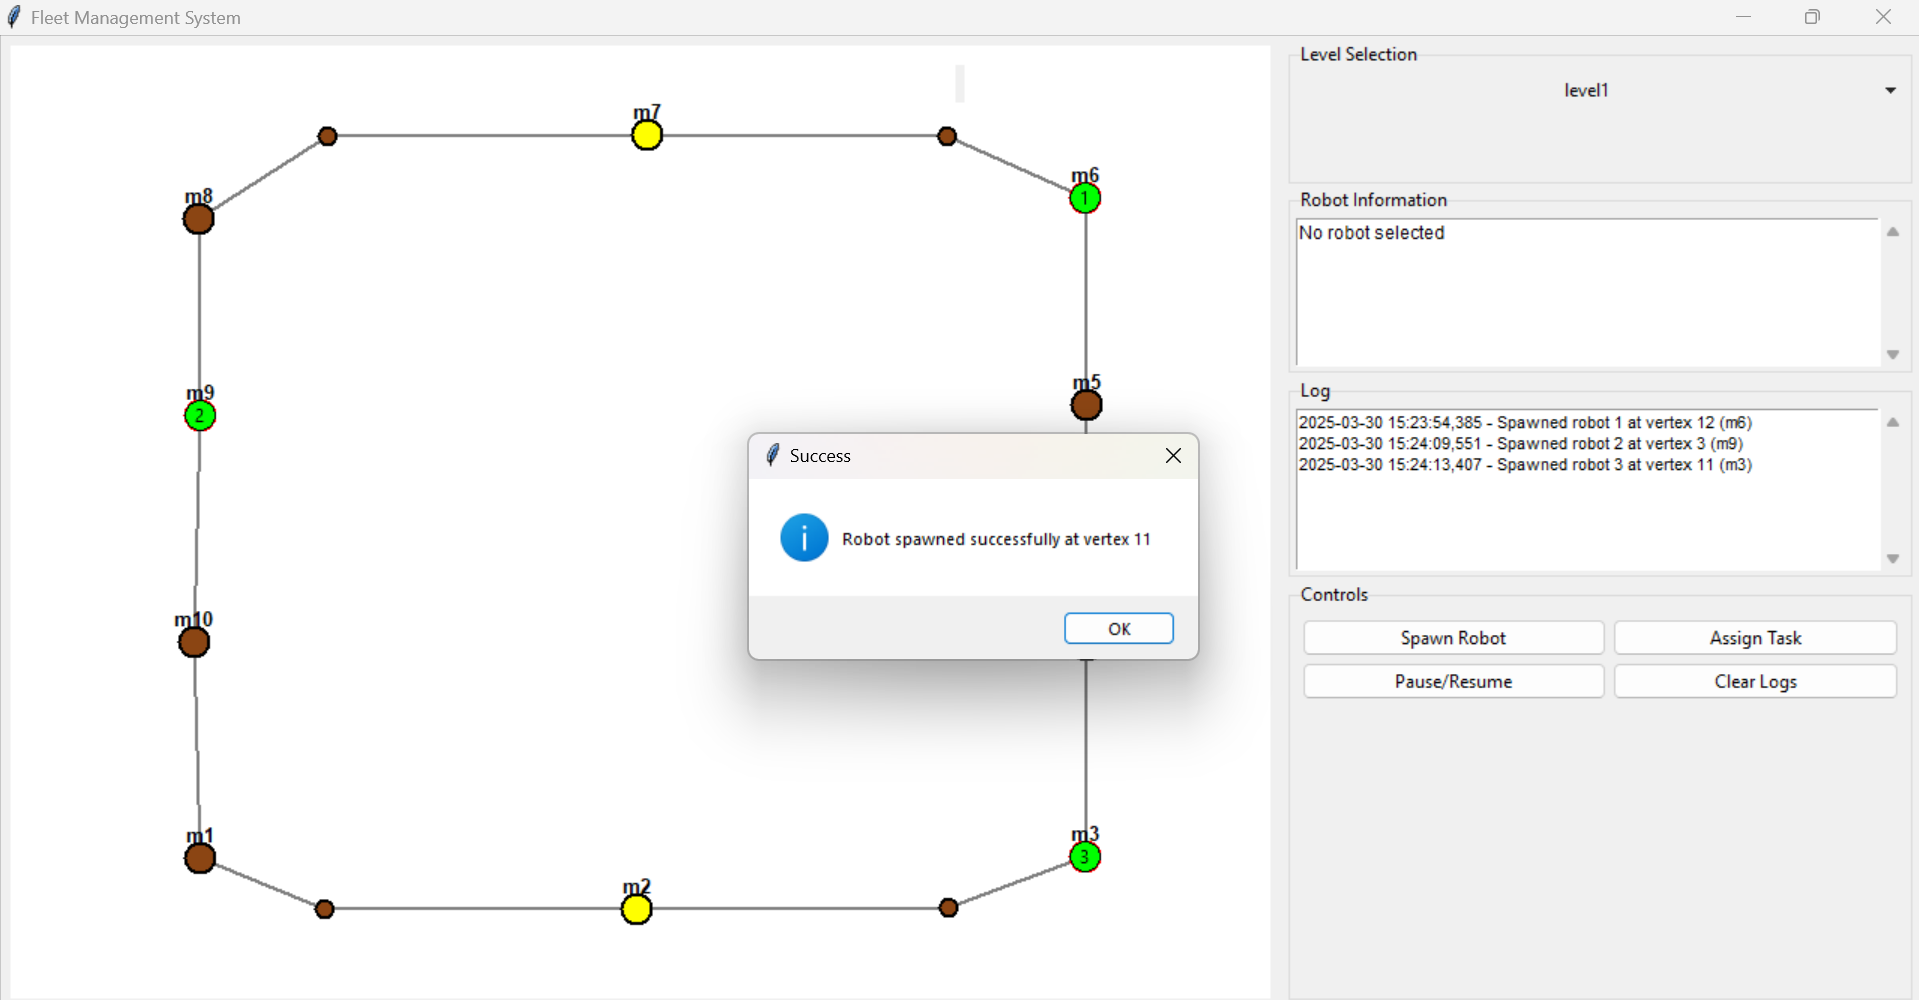 Fleet Management System
m7
m6
1
m8
m5
m9
2
m10
m1
m2
m3
3
Success
Robot spawned successfully at vertex 11
OK
Level Selection
level1
Robot Information
No robot selected
Log
2025-03-30 15:23:54,385 - Spawned robot 1 at vertex 12 (m6)
2025-03-30 15:24:09,551 - Spawned robot 2 at vertex 3 (m9)
2025-03-30 15:24:13,407 - Spawned robot 3 at vertex 11 (m3)
Controls
Spawn Robot
Assign Task
Pause/Resume
Clear Logs